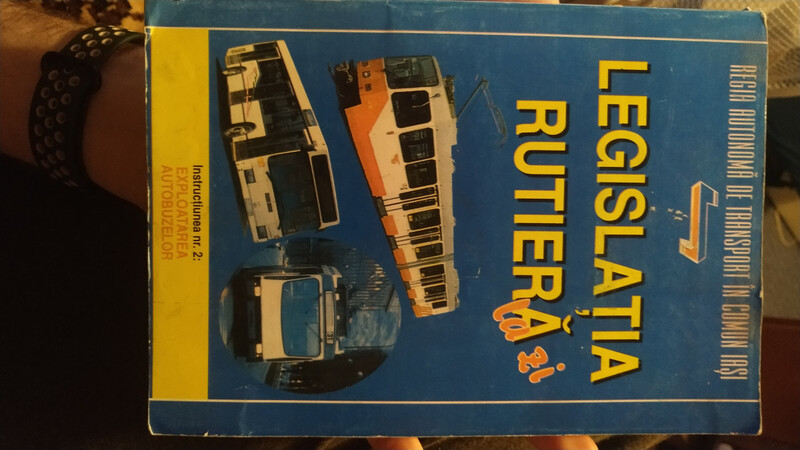 REGIA AUTONOMĂ DE TRANSPORT ÎN COMUN IAȘI
LEGISLAȚIA
RUTIERĂ
la zi
Instrucțiunea nr. 2:
EXPLOATAREA
AUTOBUZELOR